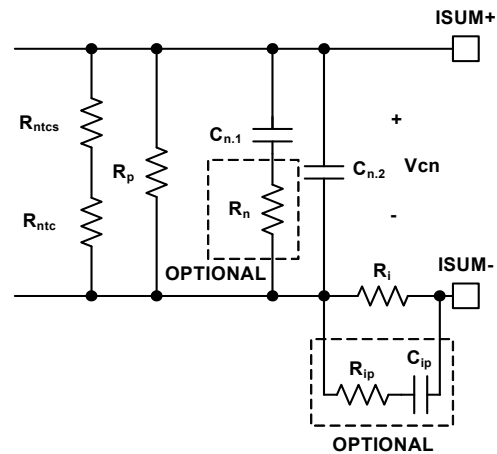 ISUM+
Rntcs
Cn.1
+
Rp
Cn.2
Vcn
Rntc
Rn
-
OPTIONAL
Ri
ISUM-
Rip
Cip
OPTIONAL